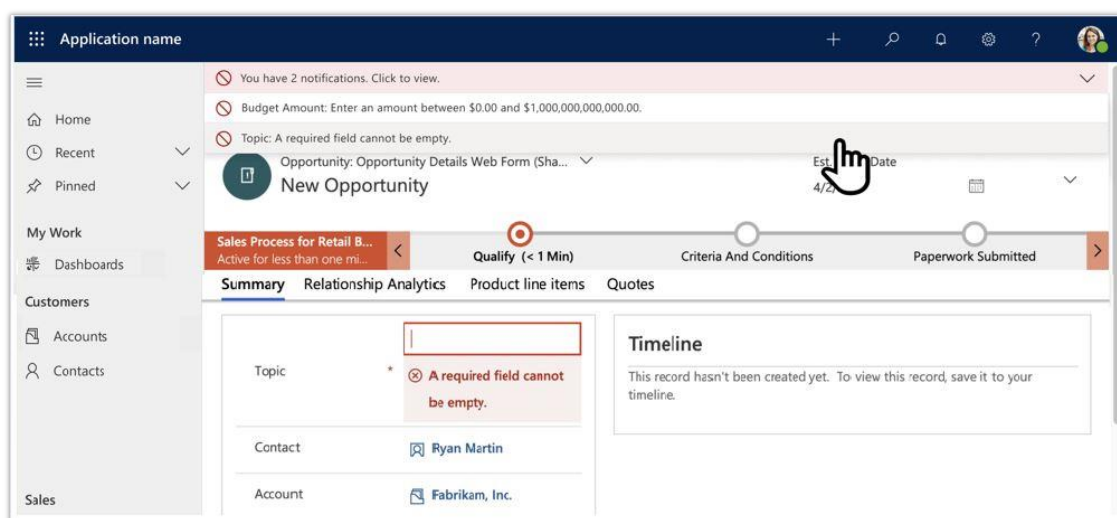 Application name
?
You have 2 notifications. Click to view.
Budget Amount: Enter an amount between $0.00 and $1,000,000,000,000.00.
Topic: A required field cannot be empty.
Home
Recent
Pinned
My Work
Dashboards
Customers
Accounts
Contacts
Sales
Opportunity: Opportunity Details Web Form (Sha...
New Opportunity
Est. Date
4/2/
Sales Process for Retail B...
Active for less than one mi...
Qualify (< 1 Min)
Criteria And Conditions
Paperwork Submitted
Summary Relationship Analytics Product line items Quotes
Topic *
A required field cannot
be empty.
Contact Ryan Martin
Account Fabrikam, Inc.
Timeline
This record hasn't been created yet. To view this record, save it to your
timeline.